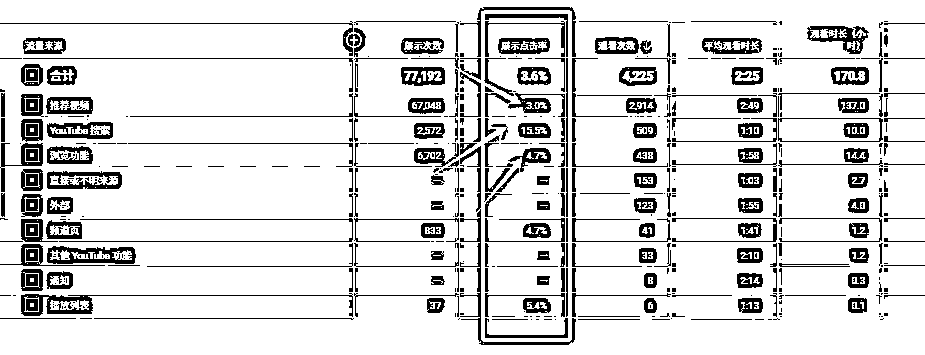 流量来源 展示次数 展示点击率 观看次数 ↓ 平均观看时长 观看时长（小时）
合计 77,192 3.6% 4,225 2:25 170.8
推荐视频 67,048 3.0% 2,914 2:49 137.0
YouTube 搜索 2,572 15.5% 509 1:10 10.0
浏览功能 6,702 4.7% 438 1:58 14.4
直接或不明来源 — — 153 1:03 2.7
外部 — — 123 1:55 4.0
频道页 833 4.7% 41 1:41 1.2
其他 YouTube 功能 — — 33 2:10 1.2
通知 — — 8 2:14 0.3
播放列表 37 5.4% 6 1:13 0.1